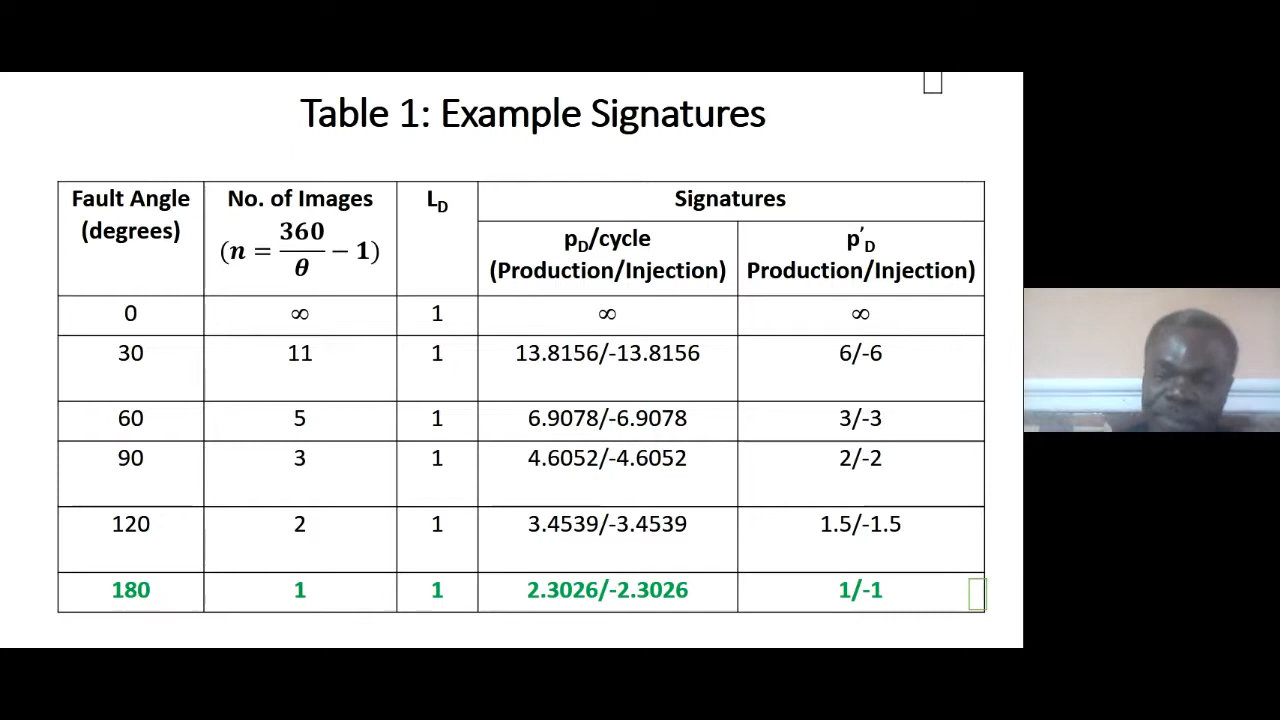 Table 1: Example Signatures
Fault Angle
(degrees)
No. of Images
(n = 360/θ − 1)
L_D
Signatures
p_D/cycle
(Production/Injection)
p'_D
Production/Injection)
0 ∞ 1 ∞ ∞
30 11 1 13.8156/-13.8156 6/-6
60 5 1 6.9078/-6.9078 3/-3
90 3 1 4.6052/-4.6052 2/-2
120 2 1 3.4539/-3.4539 1.5/-1.5
180 1 1 2.3026/-2.3026 1/-1